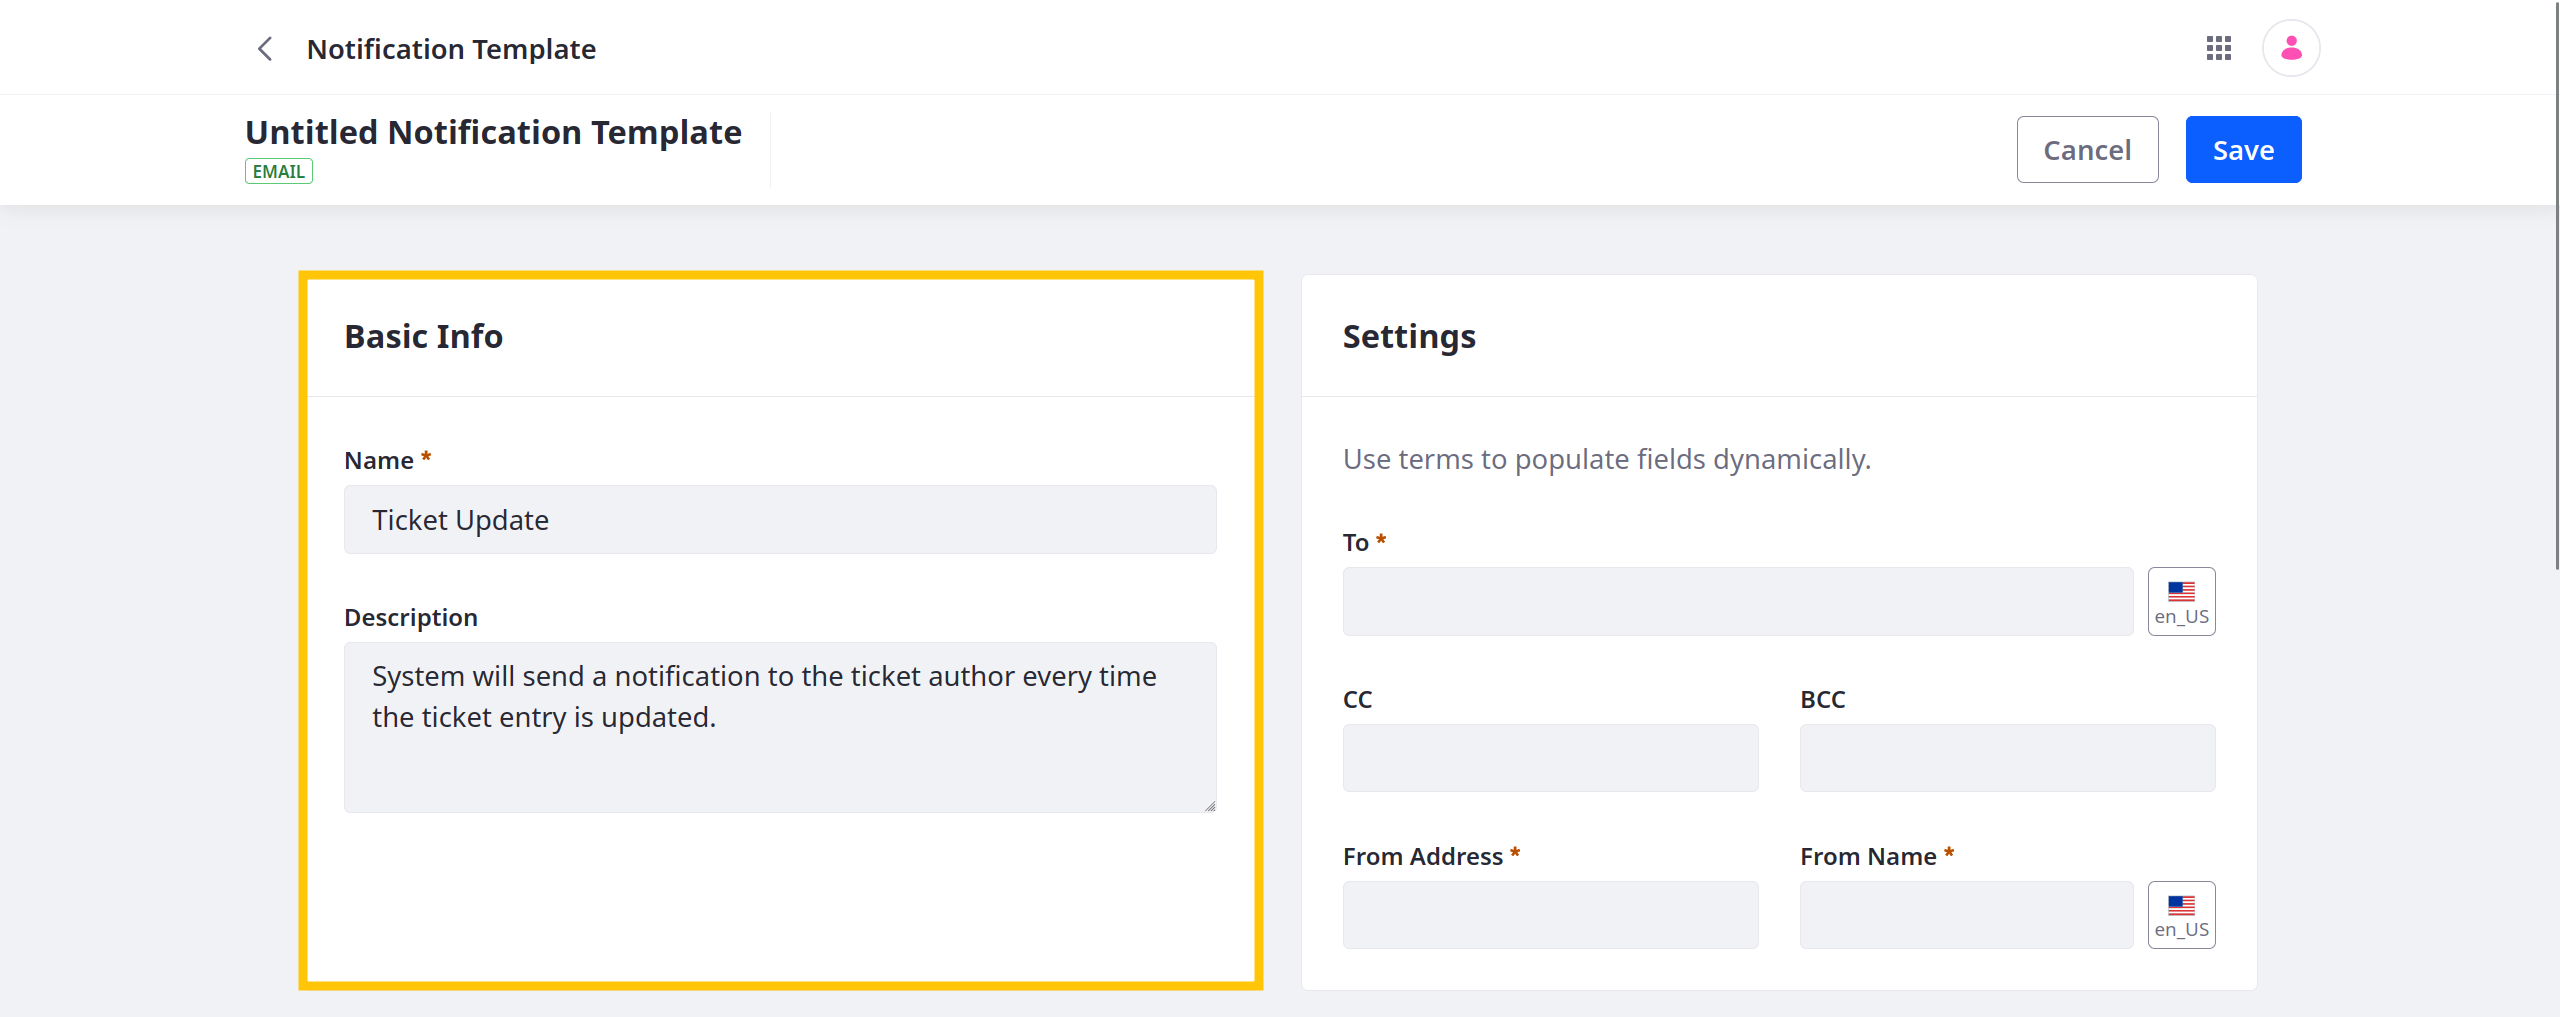 Notification Template
Untitled Notification Template
EMAIL
Cancel
Save
Basic Info
Name *
Ticket Update
Description
System will send a notification to the ticket author every time
the ticket entry is updated.
Settings
Use terms to populate fields dynamically.
To *
en_US
CC
BCC
From Address *
From Name *
en_US